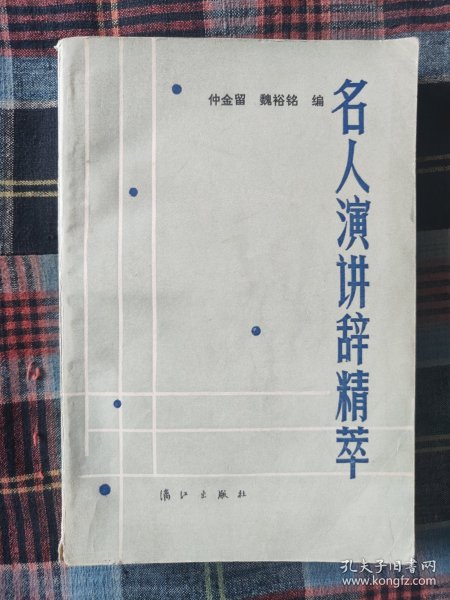 仲金留 魏裕铭 编
名人演讲辞精萃
漓江出版社
孔夫子旧书网
www.kongfz.com